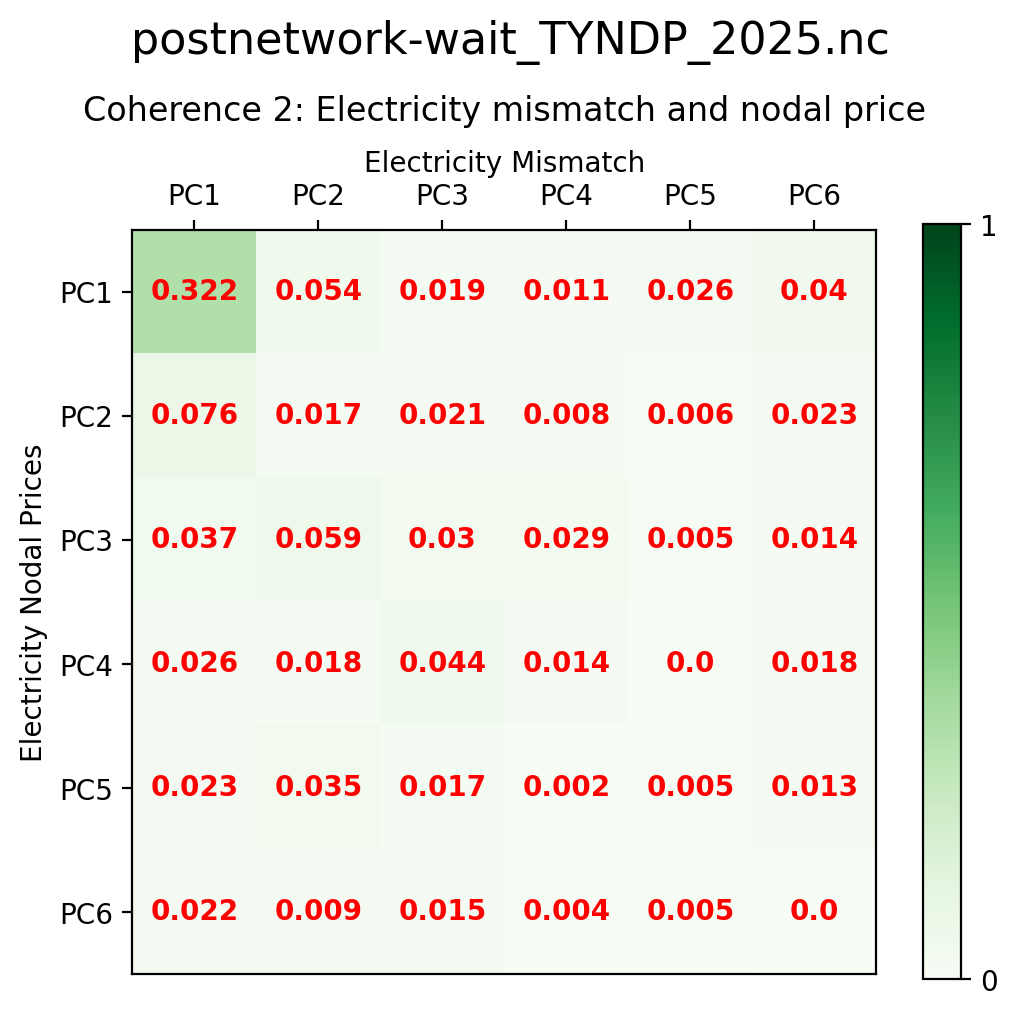 postnetwork-wait_TYNDP_2025.nc
Coherence 2: Electricity mismatch and nodal price
Electricity Mismatch
PC1 PC2 PC3 PC4 PC5 PC6
Electricity Nodal Prices
PC1 0.322 0.054 0.019 0.011 0.026 0.04
PC2 0.076 0.017 0.021 0.008 0.006 0.023
PC3 0.037 0.059 0.03 0.029 0.005 0.014
PC4 0.026 0.018 0.044 0.014 0.0 0.018
PC5 0.023 0.035 0.017 0.002 0.005 0.013
PC6 0.022 0.009 0.015 0.004 0.005 0.0
1
0